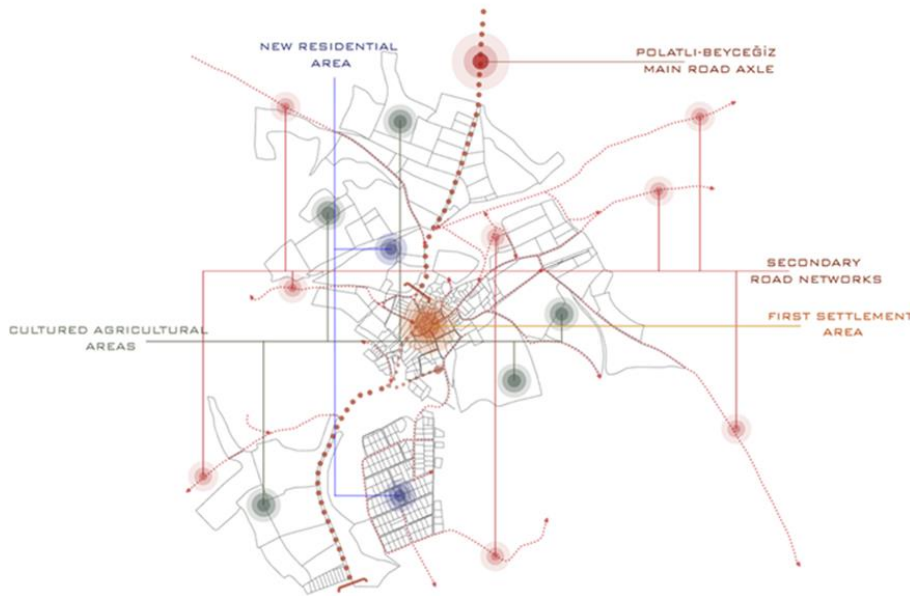 NEW RESIDENTIAL
AREA
POLATLI-BEYCEĞİZ
MAIN ROAD AXLE
SECONDARY
ROAD NETWORKS
FIRST SETTLEMENT
AREA
CULTURED AGRICULTURAL
AREAS